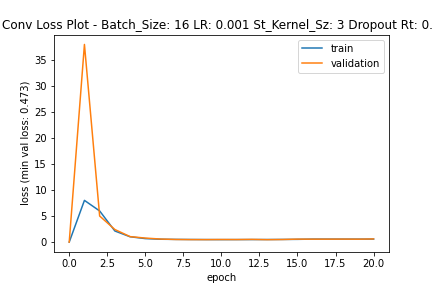 Conv Loss Plot - Batch_Size: 16 LR: 0.001 St_Kernel_Sz: 3 Dropout Rt: 0.
train
validation
35
30
25
20
15
10
5
0
loss (min val loss: 0.473)
0.0 2.5 5.0 7.5 10.0 12.5 15.0 17.5 20.0
epoch